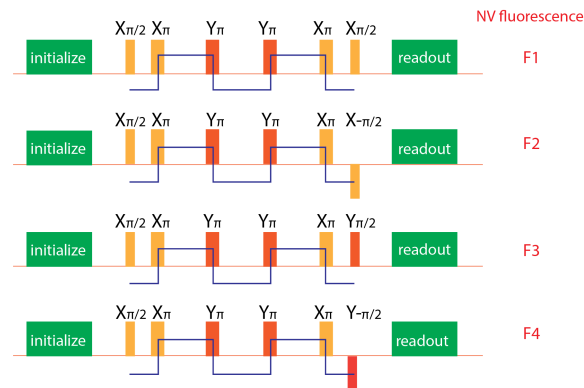 NV fluorescence
Xπ/2 Xπ Yπ Yπ Xπ Xπ/2
initialize readout F1
Xπ/2 Xπ Yπ Yπ Xπ X-π/2
initialize readout F2
Xπ/2 Xπ Yπ Yπ Xπ Yπ/2
initialize readout F3
Xπ/2 Xπ Yπ Yπ Xπ Y-π/2
initialize readout F4